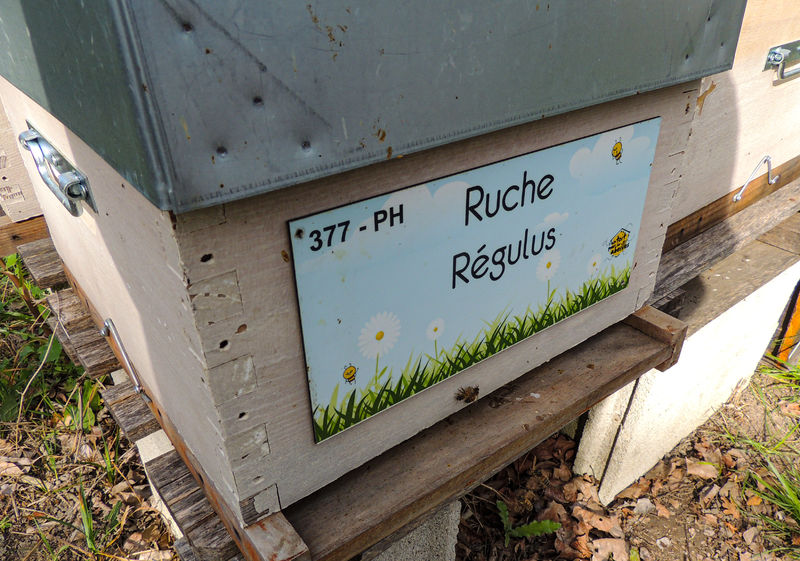 377 - PH
Ruche
Régulus